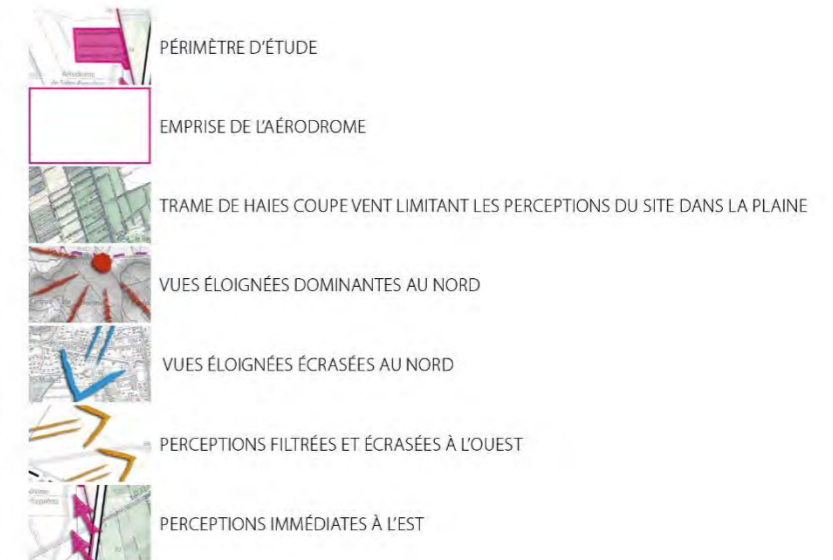 PÉRIMÈTRE D'ÉTUDE
EMPRISE DE L'AÉRODROME
TRAME DE HAIES COUPE VENT LIMITANT LES PERCEPTIONS DU SITE DANS LA PLAINE
VUES ÉLOIGNÉES DOMINANTES AU NORD
VUES ÉLOIGNÉES ÉCRASÉES AU NORD
PERCEPTIONS FILTRÉES ET ÉCRASÉES À L'OUEST
PERCEPTIONS IMMÉDIATES À L'EST